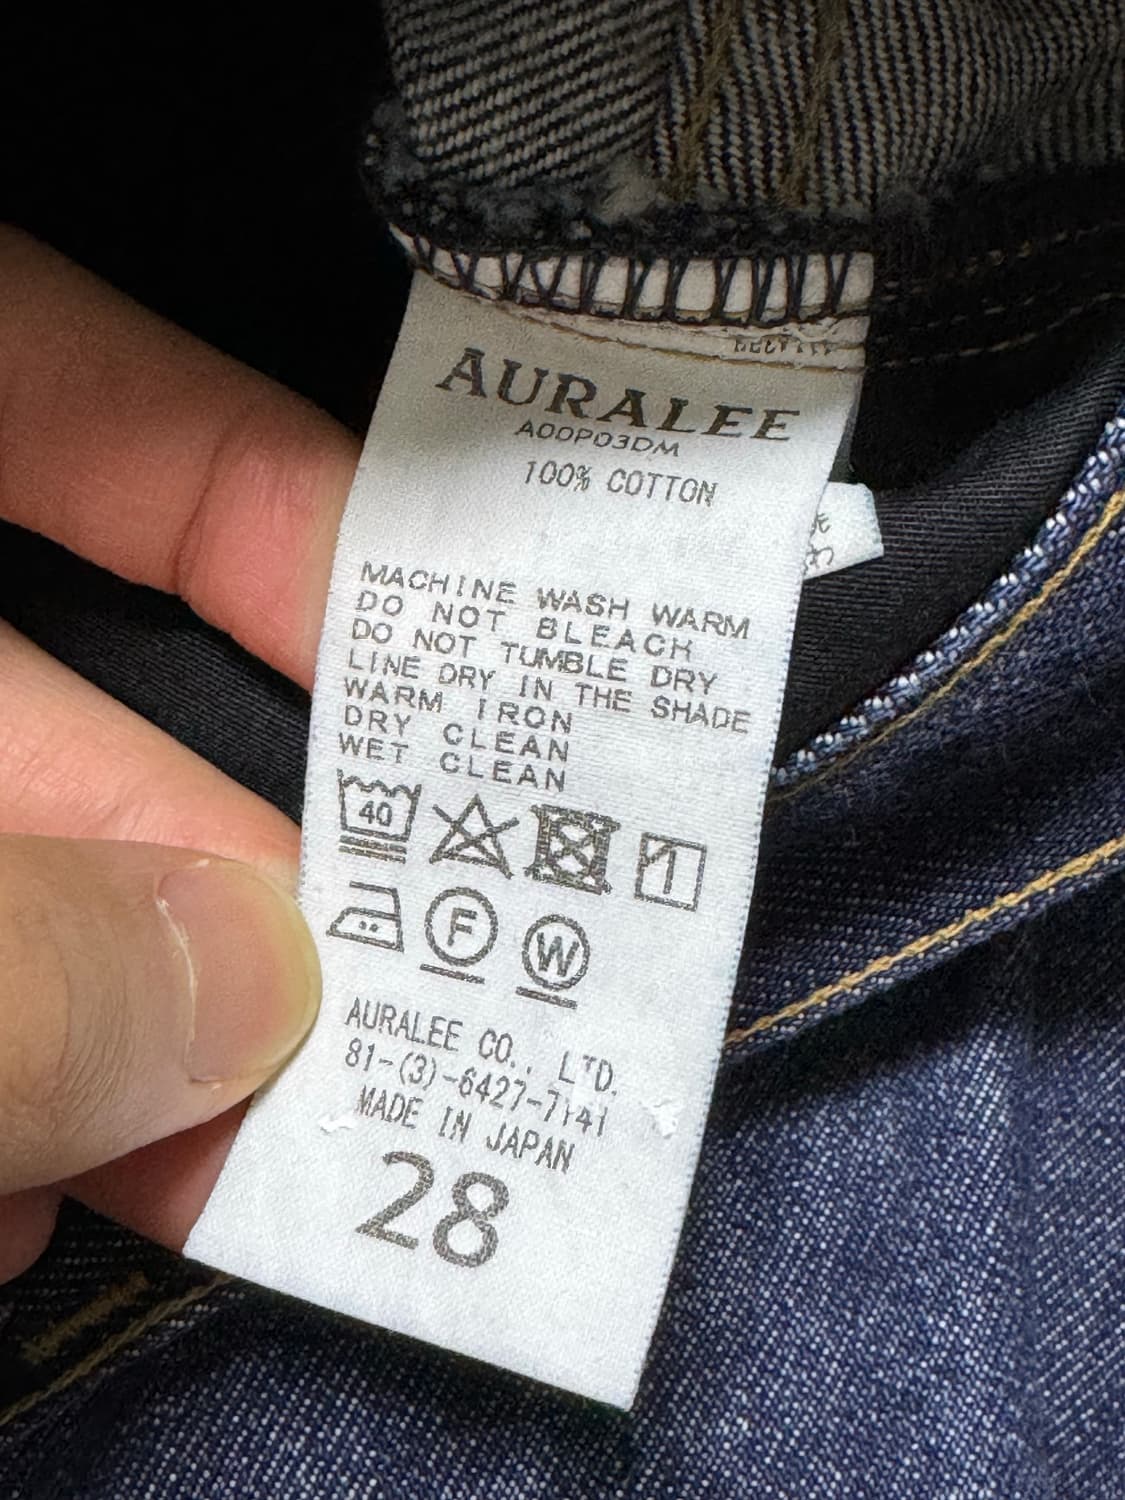 AURALEE
A00P03DM
100% COTTON
MACHINE WASH WARM
DO NOT BLEACH
DO NOT TUMBLE DRY
LINE DRY IN THE SHADE
WARM IRON
DRY CLEAN
WET CLEAN
40
F W
AURALEE CO., LTD.
81-(3)-6427-7141
MADE IN JAPAN
28